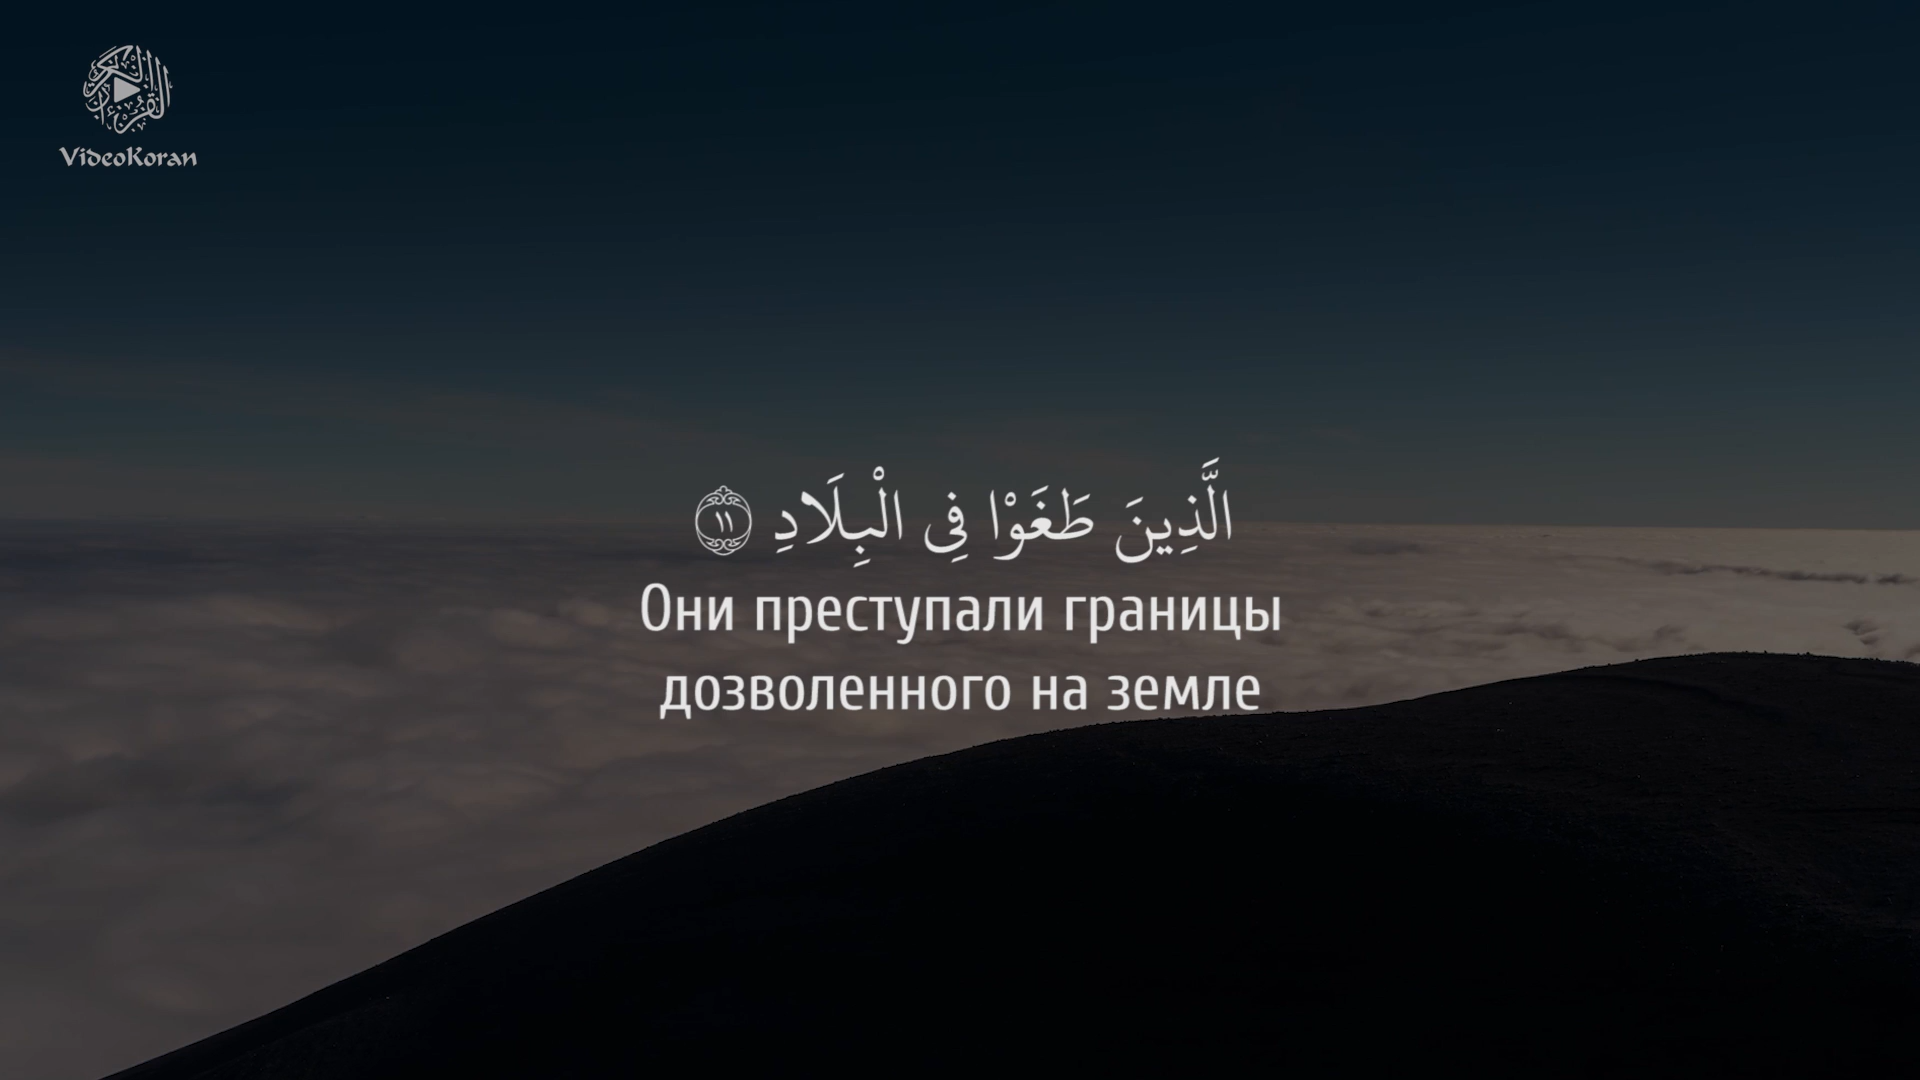 VideoKoran
الَّذِينَ طَغَوْا فِي الْبِلَادِ ١١
Они преступали границы
дозволенного на земле